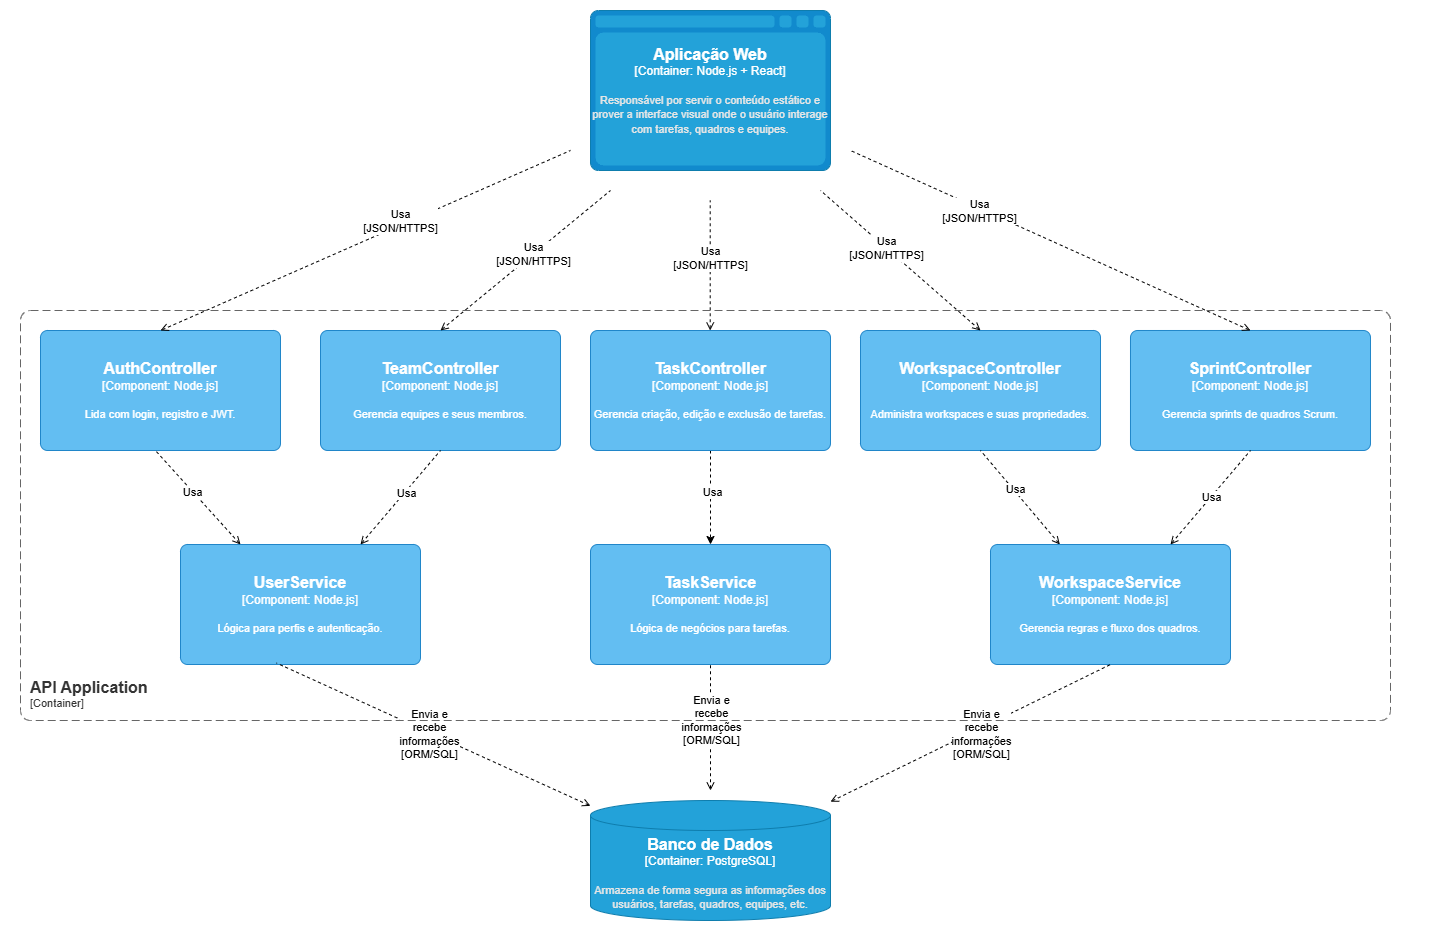 Aplicação Web
[Container: Node.js + React]
Responsável por servir o conteúdo estático e
prover a interface visual onde o usuário interage
com tarefas, quadros e equipes.
Usa
[JSON/HTTPS]
Usa
[JSON/HTTPS]
Usa
[JSON/HTTPS]
Usa
[JSON/HTTPS]
Usa
[JSON/HTTPS]
AuthController
[Component: Node.js]
Lida com login, registro e JWT.
TeamController
[Component: Node.js]
Gerencia equipes e seus membros.
TaskController
[Component: Node.js]
Gerencia criação, edição e exclusão de tarefas.
WorkspaceController
[Component: Node.js]
Administra workspaces e suas propriedades.
SprintController
[Component: Node.js]
Gerencia sprints de quadros Scrum.
Usa
Usa
Usa
Usa
Usa
UserService
[Component: Node.js]
Lógica para perfis e autenticação.
TaskService
[Component: Node.js]
Lógica de negócios para tarefas.
WorkspaceService
[Component: Node.js]
Gerencia regras e fluxo dos quadros.
API Application
[Container]
Envia e
recebe
informações
[ORM/SQL]
Envia e
recebe
informações
[ORM/SQL]
Envia e
recebe
informações
[ORM/SQL]
Banco de Dados
[Container: PostgreSQL]
Armazena de forma segura as informações dos
usuários, tarefas, quadros, equipes, etc.